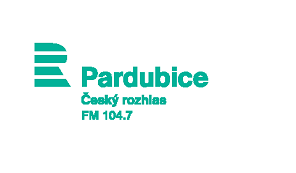 Pardubice
Český rozhlas
FM 104.7